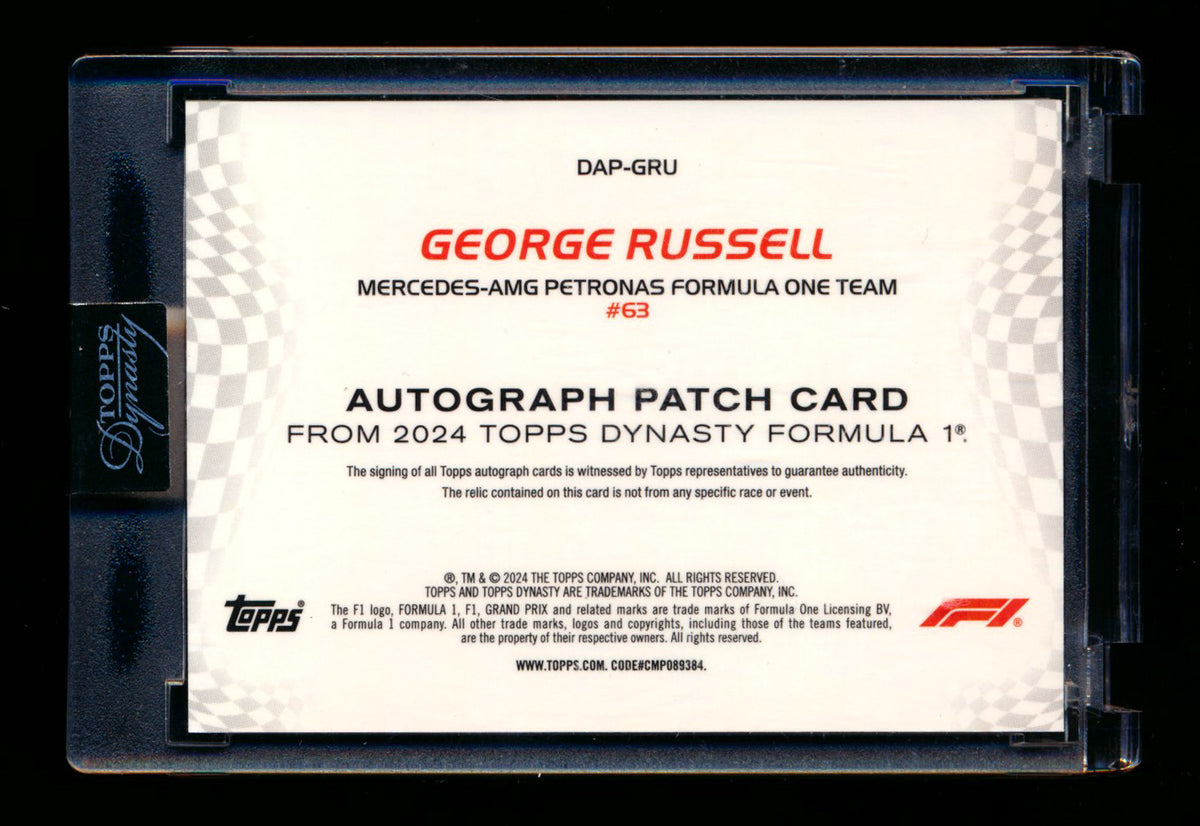 DAP-GRU
GEORGE RUSSELL
MERCEDES-AMG PETRONAS FORMULA ONE TEAM
#63
AUTOGRAPH PATCH CARD
FROM 2024 TOPPS DYNASTY FORMULA 1®.
The signing of all Topps autograph cards is witnessed by Topps representatives to guarantee authenticity.
The relic contained on this card is not from any specific race or event.
®, TM & © 2024 THE TOPPS COMPANY, INC. ALL RIGHTS RESERVED.
TOPPS AND TOPPS DYNASTY ARE TRADEMARKS OF THE TOPPS COMPANY, INC.
The F1 logo, FORMULA 1, F1, GRAND PRIX and related marks are trade marks of Formula One Licensing BV,
a Formula 1 company. All other trade marks, logos and copyrights, including those of the teams featured,
are the property of their respective owners. All rights reserved.
WWW.TOPPS.COM. CODE#CMP089384.
topps®
F1®
TOPPS
Dynasty